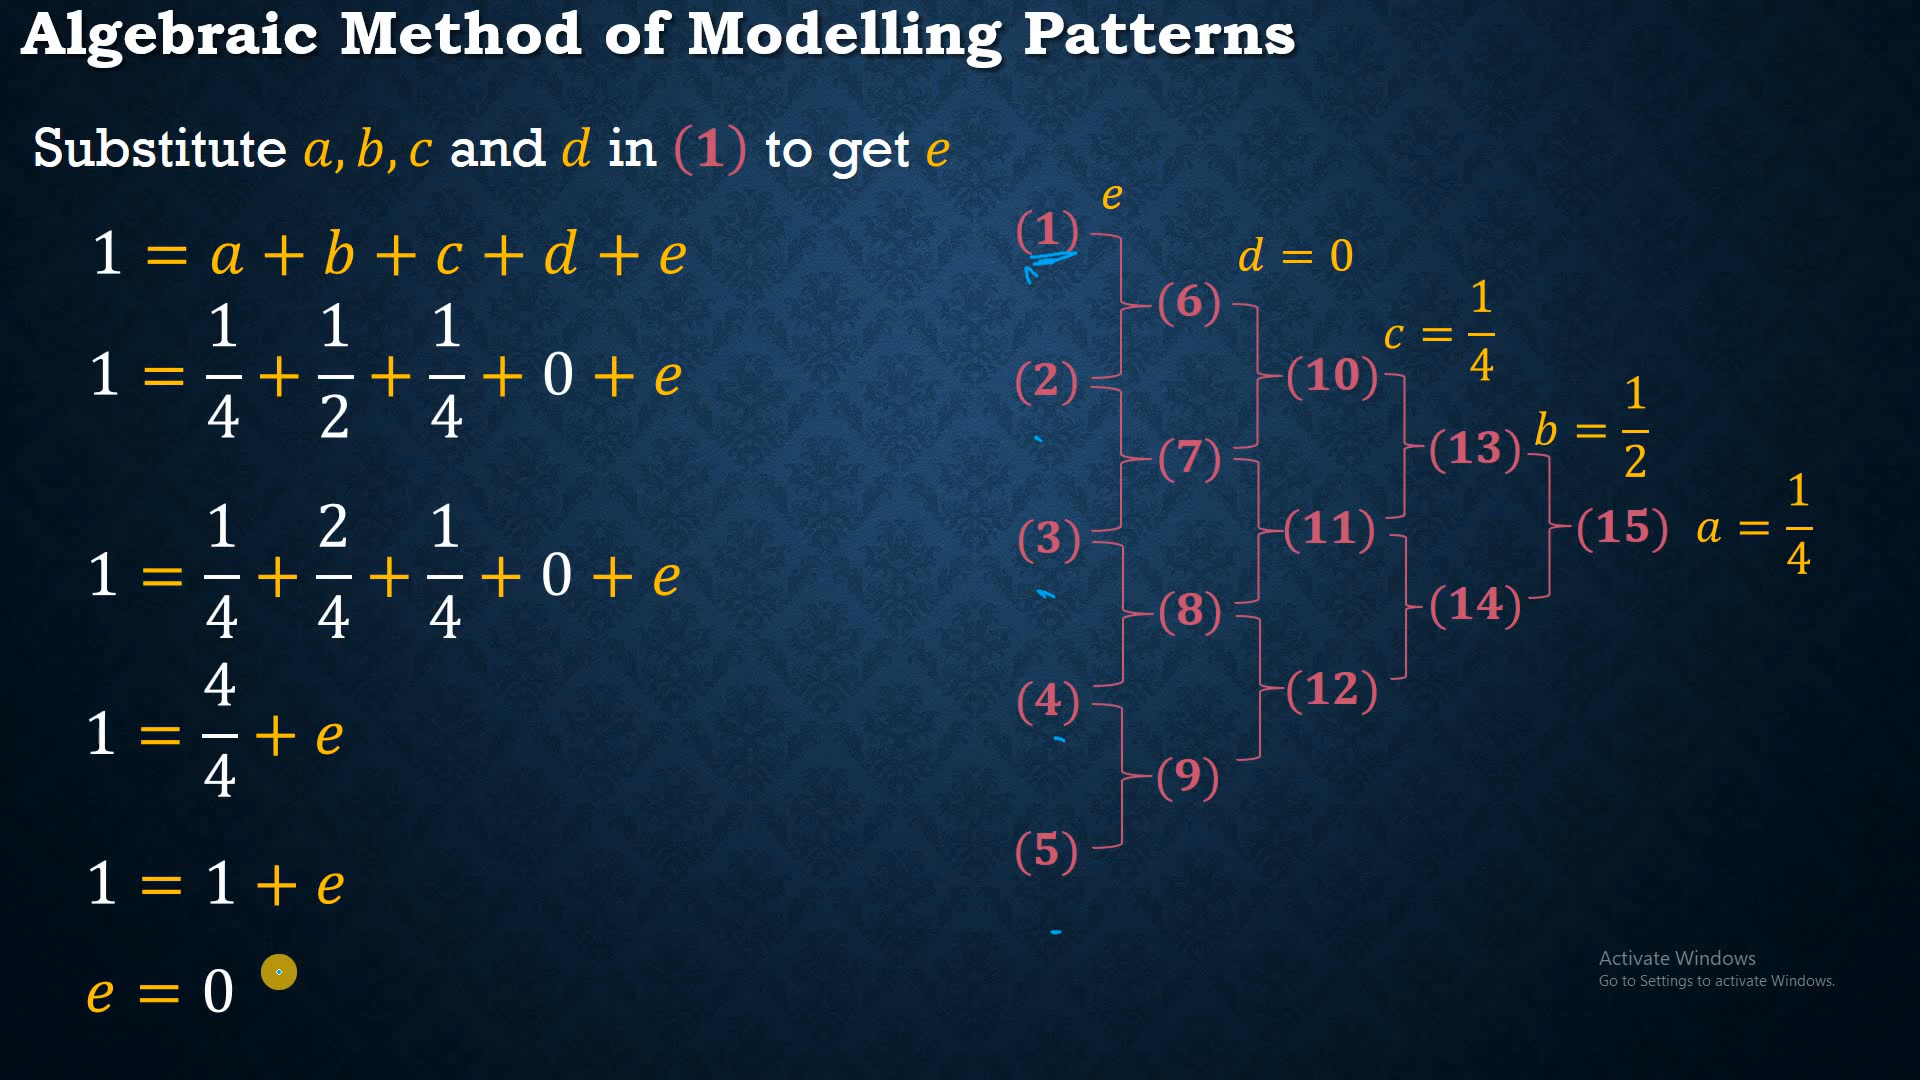 Algebraic Method of Modelling Patterns
Substitute a, b, c and d in (1) to get e
1 = a + b + c + d + e
1 = 1/4 + 1/2 + 1/4 + 0 + e
1 = 1/4 + 2/4 + 1/4 + 0 + e
1 = 4/4 + e
1 = 1 + e
e = 0
(1) e
(2)
(3)
(4)
(5)
(6) d = 0
(7)
(8)
(9)
(10) c = 1/4
(11)
(12)
(13) b = 1/2
(14)
(15) a = 1/4
Activate Windows
Go to Settings to activate Windows.